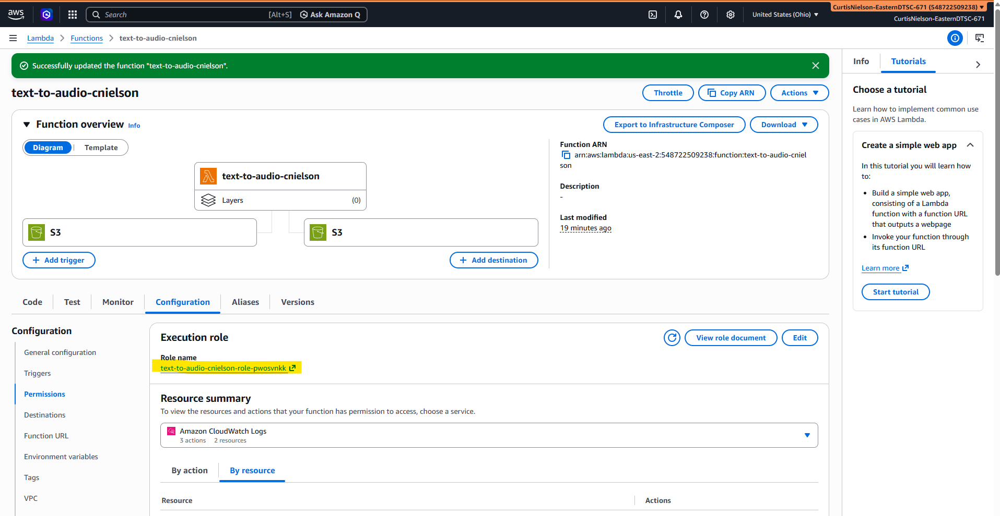 aws
Search [Alt+S] Ask Amazon Q
United States (Ohio)
CurtisNielson-EasternDTSC-671 (548722509238)
CurtisNielson-EasternDTSC-671
Lambda Functions text-to-audio-cnielson
Successfully updated the function "text-to-audio-cnielson".
text-to-audio-cnielson
Throttle Copy ARN Actions
Function overview Info
Export to Infrastructure Composer Download
Diagram Template
text-to-audio-cnielson
Layers (0)
S3
S3
+ Add trigger
+ Add destination
Function ARN
arn:aws:lambda:us-east-2:548722509238:function:text-to-audio-cniel
son
Description
-
Last modified
19 minutes ago
Code Test Monitor Configuration Aliases Versions
Configuration
General configuration
Triggers
Permissions
Destinations
Function URL
Environment variables
Tags
VPC
Execution role
View role document Edit
Role name
text-to-audio-cnielson-role-pwosvnkk
Resource summary
To view the resources and actions that your function has permission to access, choose a service.
Amazon CloudWatch Logs
3 actions 2 resources
By action By resource
Resource Actions
Info Tutorials
Choose a tutorial
Learn how to implement common use
cases in AWS Lambda.
Create a simple web app
In this tutorial you will learn how
to:
• Build a simple web app,
consisting of a Lambda
function with a function URL
that outputs a webpage
• Invoke your function through
its function URL
Learn more
Start tutorial